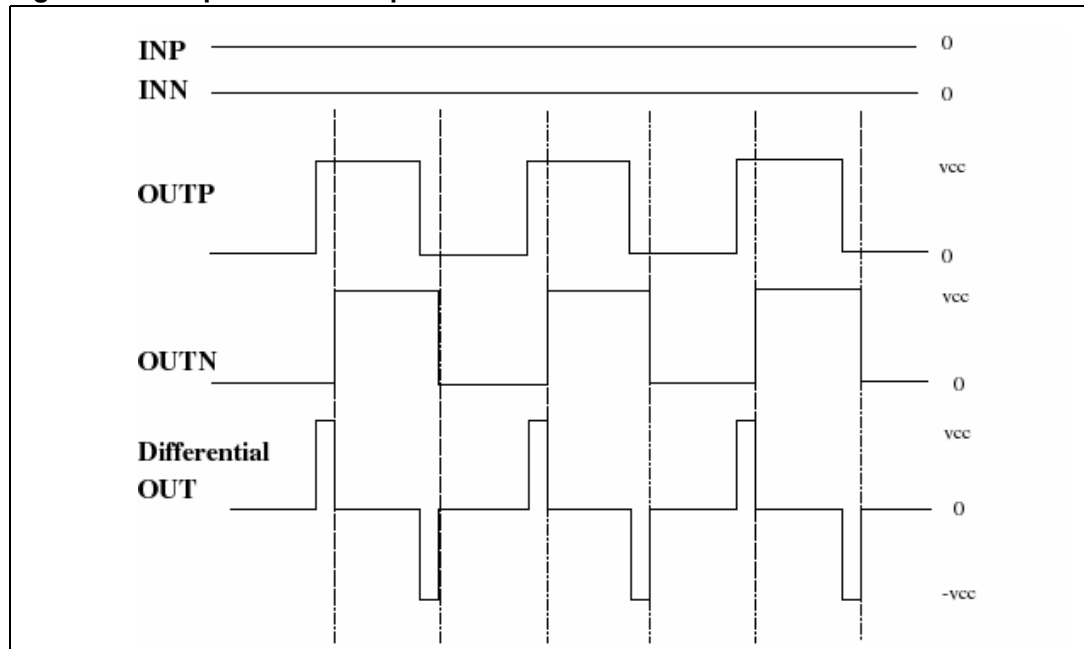 INP
0
INN
0
vcc
OUTP
0
vcc
OUTN
0
Differential
vcc
OUT
0
-vcc